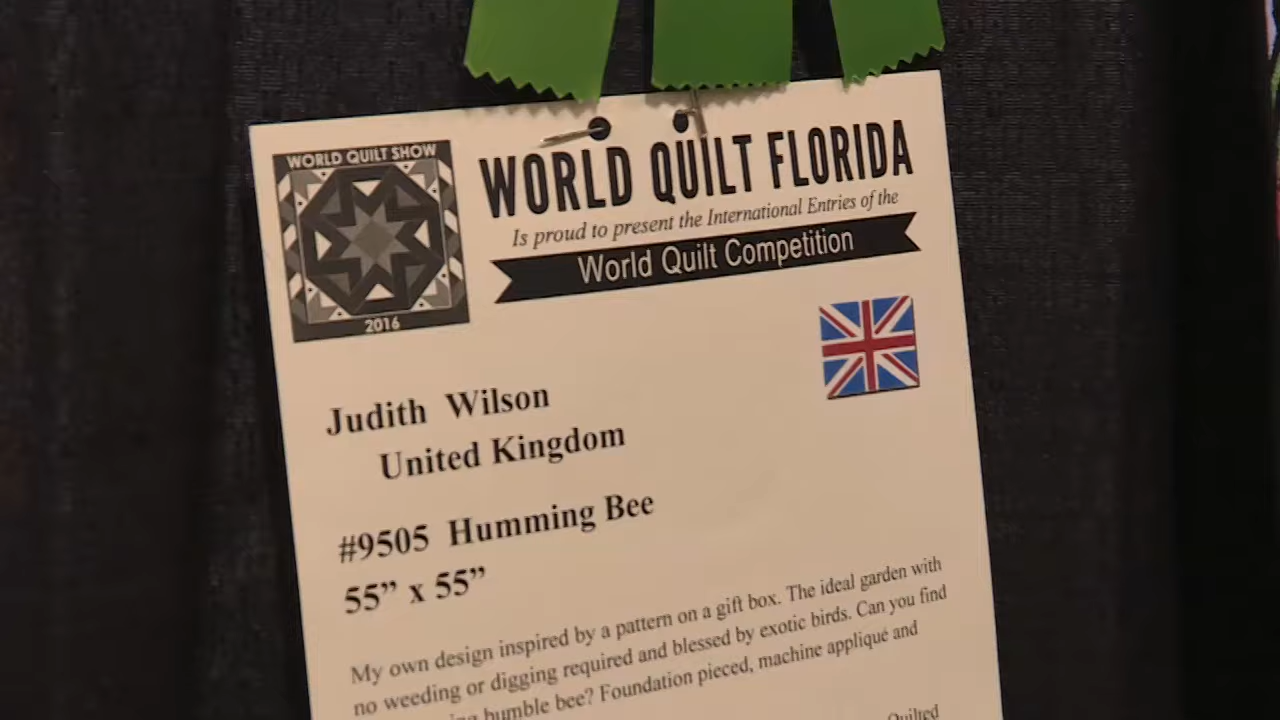 WORLD QUILT SHOW
2016
WORLD QUILT FLORIDA
Is proud to present the International Entries of the
World Quilt Competition
Judith Wilson
United Kingdom
#9505 Humming Bee
55” x 55”
My own design inspired by a pattern on a gift box. The ideal garden with
no weeding or digging required and blessed by exotic birds. Can you find
bumble bee? Foundation pieced, machine appliqué and
Quilted